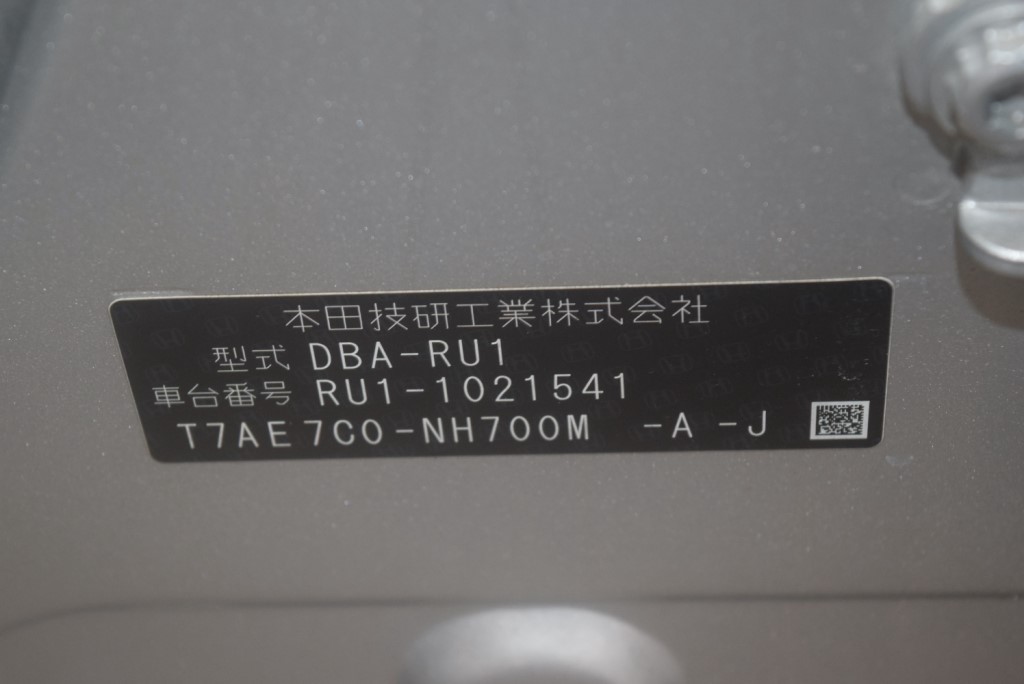 本田技研工業株式会社
型式 DBA-RU1
車台番号 RU1-1021541
T7AE7C0-NH700M -A -J